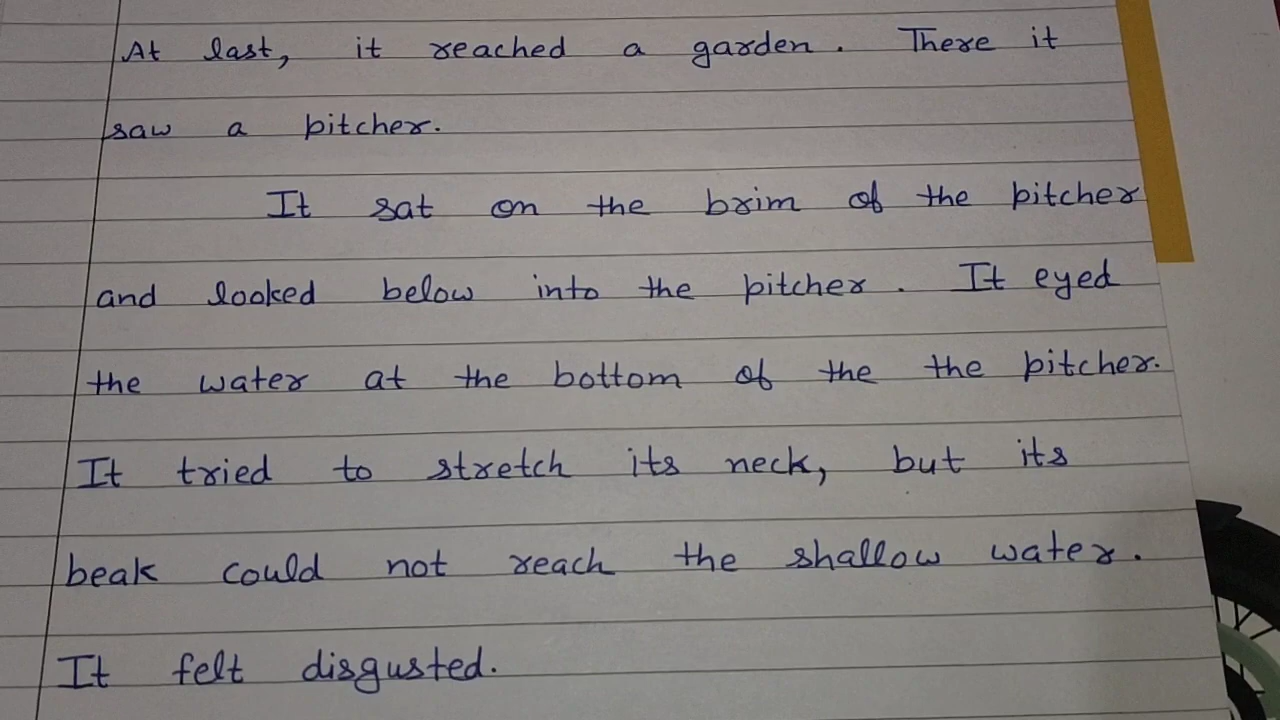 At last, it reached a garden. There it
saw a pitcher.
It sat on the brim of the pitcher
and looked below into the pitcher. It eyed
the water at the bottom of the the pitcher.
It tried to stretch its neck, but its
beak could not reach the shallow water.
It felt disgusted.